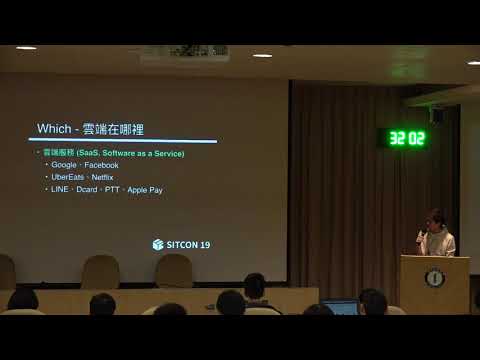 Which - 雲端在哪裡
• 雲端服務 (SaaS, Software as a Service)
• Google、Facebook
• UberEats、Netflix
• LINE、Dcard、PTT、Apple Pay
SITCON 19
32 02